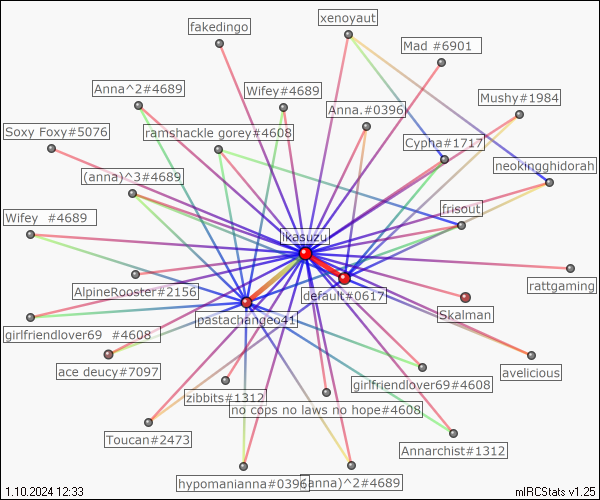 fakedingo
xenoyaut
Mad #6901
Anna^2#4689
Wifey#4689
Mushy#1984
Anna.#0396
Soxy Foxy#5076
ramshackle gorey#4608
Cypha#1717
(anna)^3#4689
neokingghidorah
Wifey  #4689
frisout
ikasuzu
AlpineRooster#2156
default#0617
rattgaming
Skalman
pastachangeo41
girlfriendlover69  #4608
ace deucy#7097
avelicious
girlfriendlover69#4608
zibbits#1312
no cops no laws no hope#4608
Toucan#2473
Annarchist#1312
hypomanianna#0396
(anna)^2#4689
1.10.2024 12:33
mIRCStats v1.25